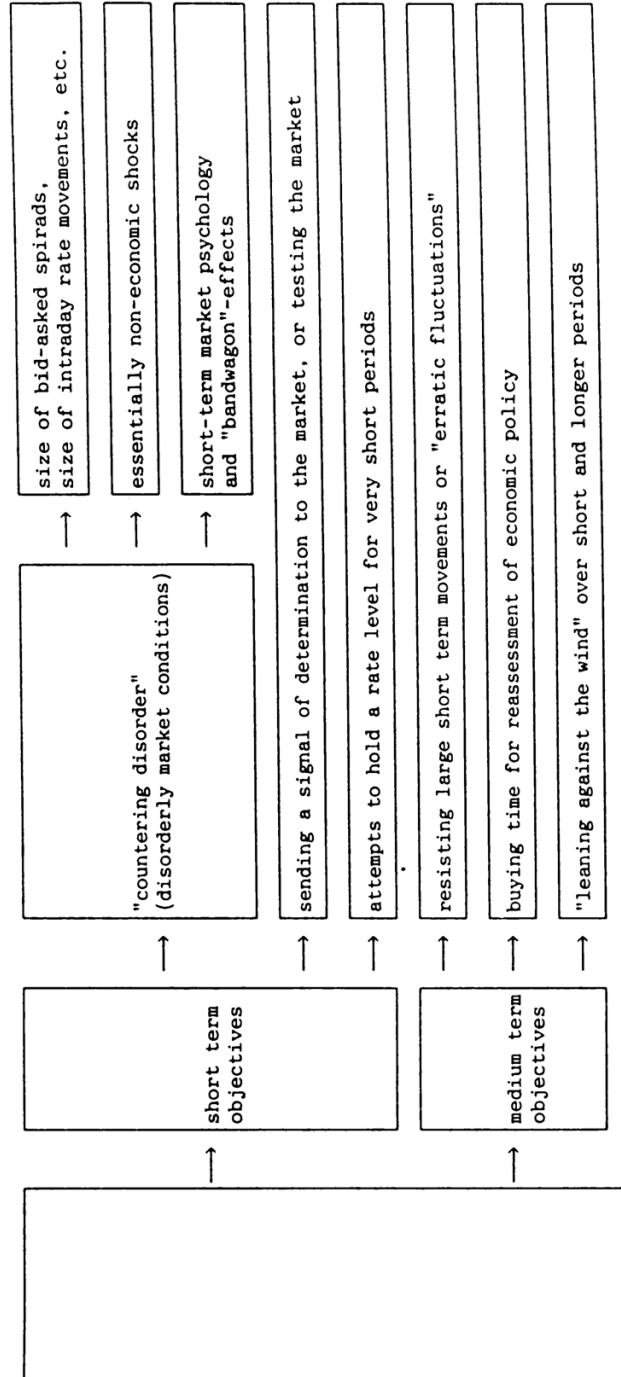 short term
objectives
"countering disorder"
(disorderly market conditions)
size of bid-asked spirads,
size of intraday rate movements, etc.
essentially non-economic shocks
short-term market psychology
and "bandwagon"-effects
sending a signal of determination to the market, or testing the market
attempts to hold a rate level for very short periods
medium term
objectives
resisting large short term movements or "erratic fluctuations"
buying time for reassessment of economic policy
"leaning against the wind" over short and longer periods